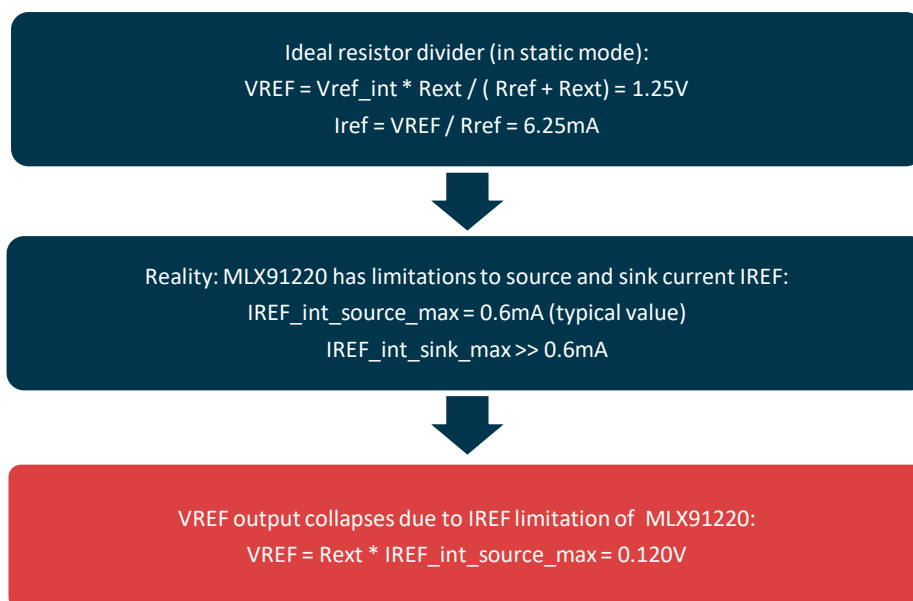 Ideal resistor divider (in static mode):
VREF = Vref_int * Rext / ( Rref + Rext) = 1.25V
Iref = VREF / Rref = 6.25mA
Reality: MLX91220 has limitations to source and sink current IREF:
IREF_int_source_max = 0.6mA (typical value)
IREF_int_sink_max >> 0.6mA
VREF output collapses due to IREF limitation of MLX91220:
VREF = Rext * IREF_int_source_max = 0.120V